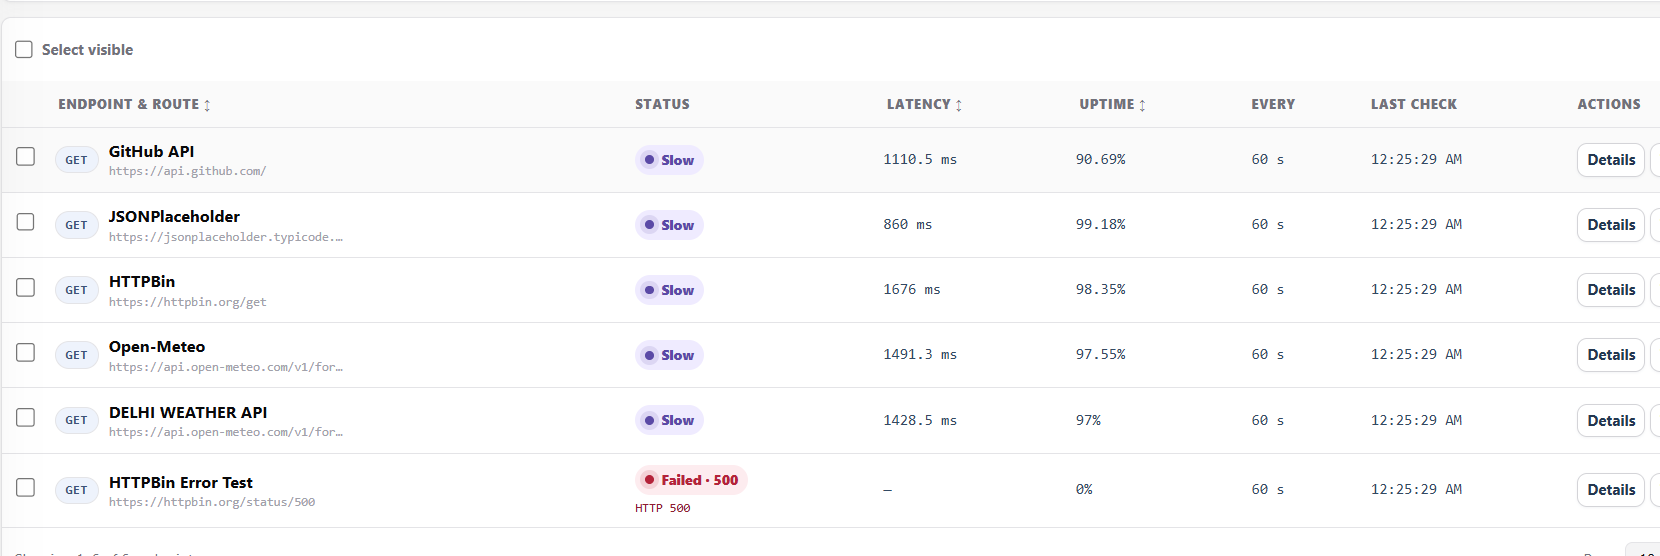 Select visible
ENDPOINT & ROUTE ↕ STATUS LATENCY ↕ UPTIME ↕ EVERY LAST CHECK ACTIONS
GET GitHub API Slow 1110.5 ms 90.69% 60 s 12:25:29 AM Details
https://api.github.com/
GET JSONPlaceholder Slow 860 ms 99.18% 60 s 12:25:29 AM Details
https://jsonplaceholder.typicode.…
GET HTTPBin Slow 1676 ms 98.35% 60 s 12:25:29 AM Details
https://httpbin.org/get
GET Open-Meteo Slow 1491.3 ms 97.55% 60 s 12:25:29 AM Details
https://api.open-meteo.com/v1/for…
GET DELHI WEATHER API Slow 1428.5 ms 97% 60 s 12:25:29 AM Details
https://api.open-meteo.com/v1/for…
GET HTTPBin Error Test Failed · 500 – 0% 60 s 12:25:29 AM Details
https://httpbin.org/status/500 HTTP 500